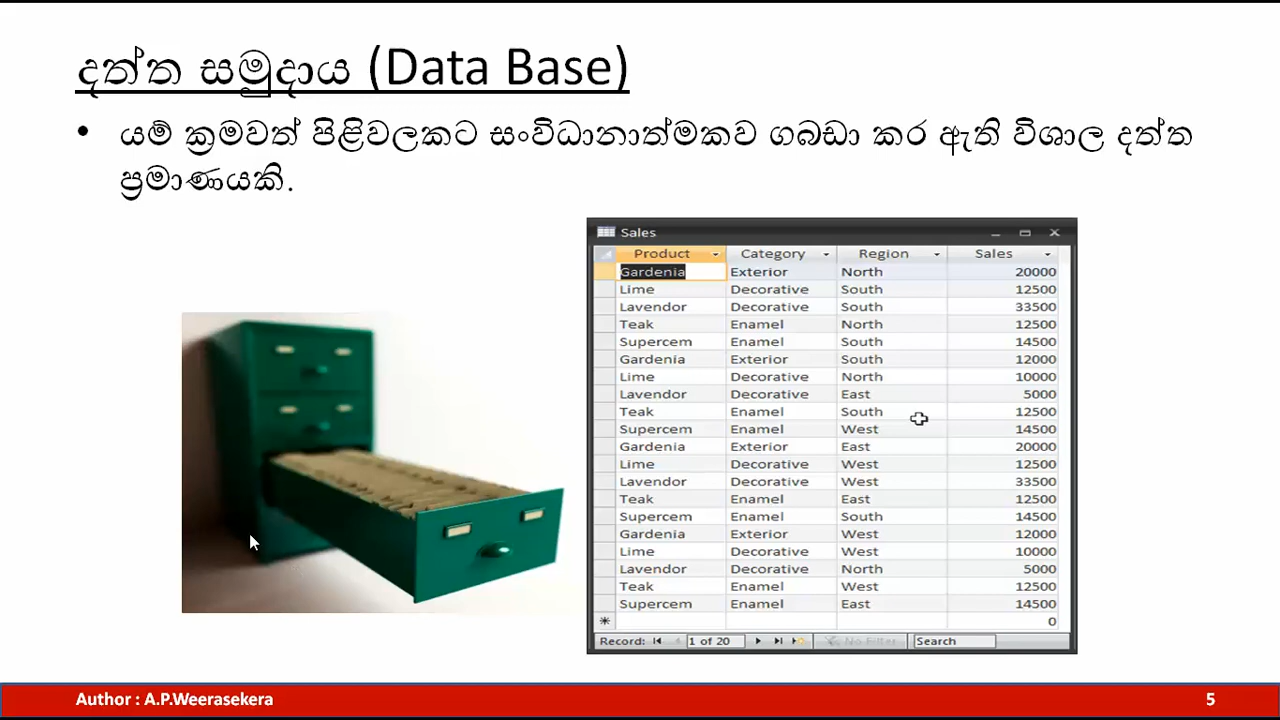 දත්ත සමුදාය (Data Base)
• යම් ක්‍රමවත් පිළිවලකට සංවිධානාත්මකව ගබඩා කර ඇති විශාල දත්ත
ප්‍රමාණයකි.
Sales
Product Category Region Sales
Gardenia Exterior North 20000
Lime Decorative South 12500
Lavendor Decorative South 33500
Teak Enamel North 12500
Supercem Enamel South 14500
Gardenia Exterior South 12000
Lime Decorative North 10000
Lavendor Decorative East 5000
Teak Enamel South 12500
Supercem Enamel West 14500
Gardenia Exterior East 20000
Lime Decorative West 12500
Lavendor Decorative West 33500
Teak Enamel East 12500
Supercem Enamel South 14500
Gardenia Exterior West 12000
Lime Decorative West 10000
Lavendor Decorative North 5000
Teak Enamel West 12500
Supercem Enamel East 14500
0
Record: 1 of 20 No Filter Search
Author : A.P.Weerasekera 5